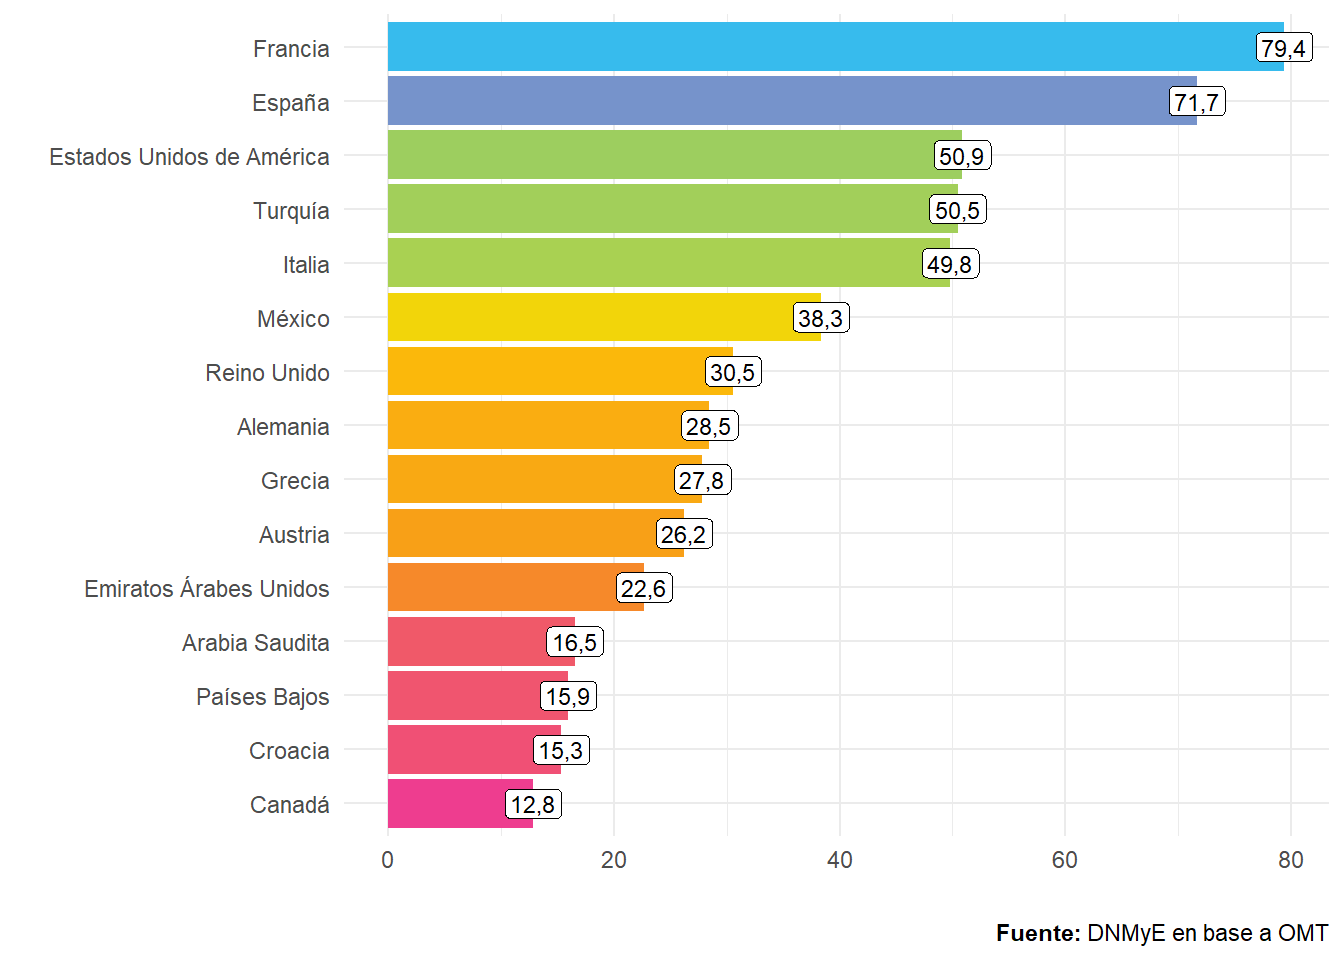 Francia 79,4
España 71,7
Estados Unidos de América 50,9
Turquía 50,5
Italia 49,8
México 38,3
Reino Unido 30,5
Alemania 28,5
Grecia 27,8
Austria 26,2
Emiratos Árabes Unidos 22,6
Arabia Saudita 16,5
Países Bajos 15,9
Croacia 15,3
Canadá 12,8
0 20 40 60 80
Fuente: DNMyE en base a OMT